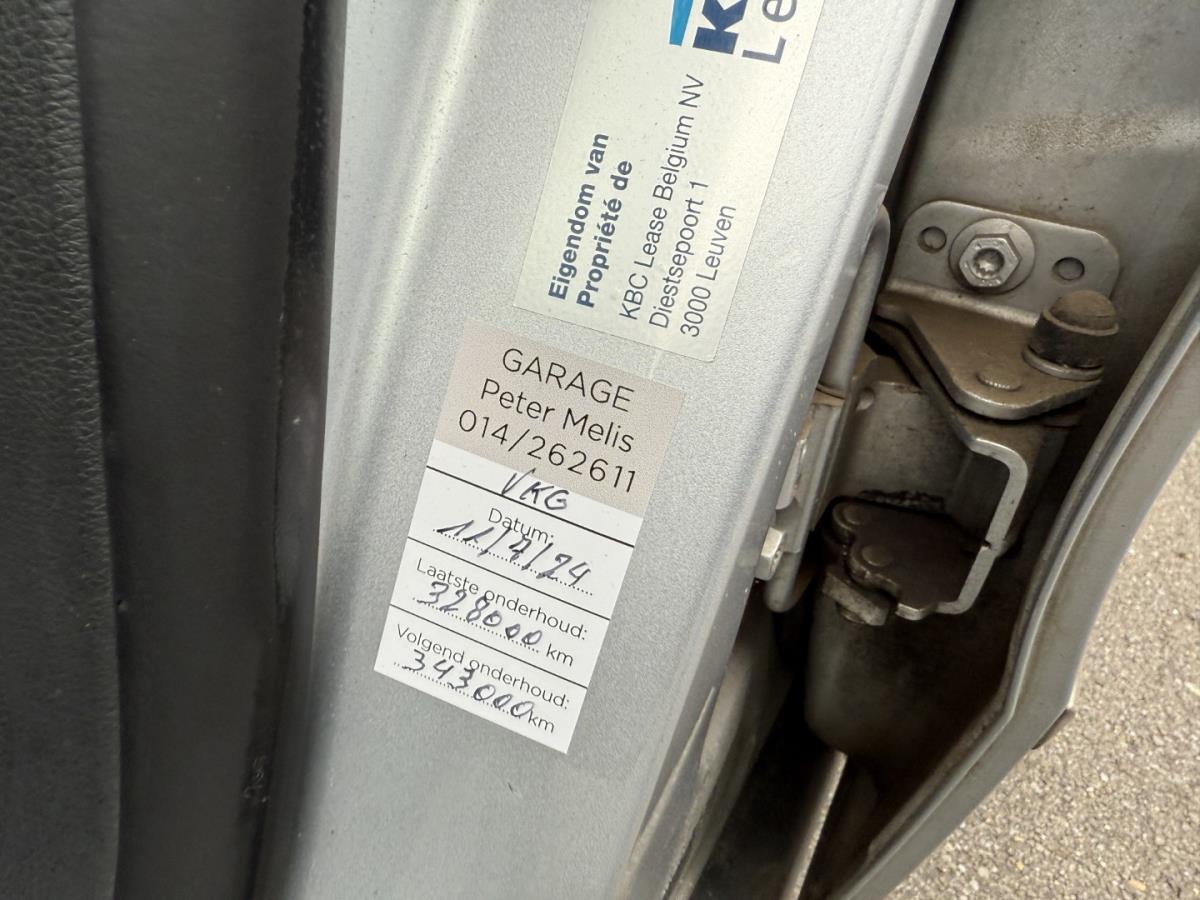 K
Le
Eigendom van
Propriété de
KBC Lease Belgium NV
Diestsepoort 1
3000 Leuven
GARAGE
Peter Melis
014/262611
VKG
Datum:
11/7/24
Laatste onderhoud:
328000 km
Volgend onderhoud:
343000 km